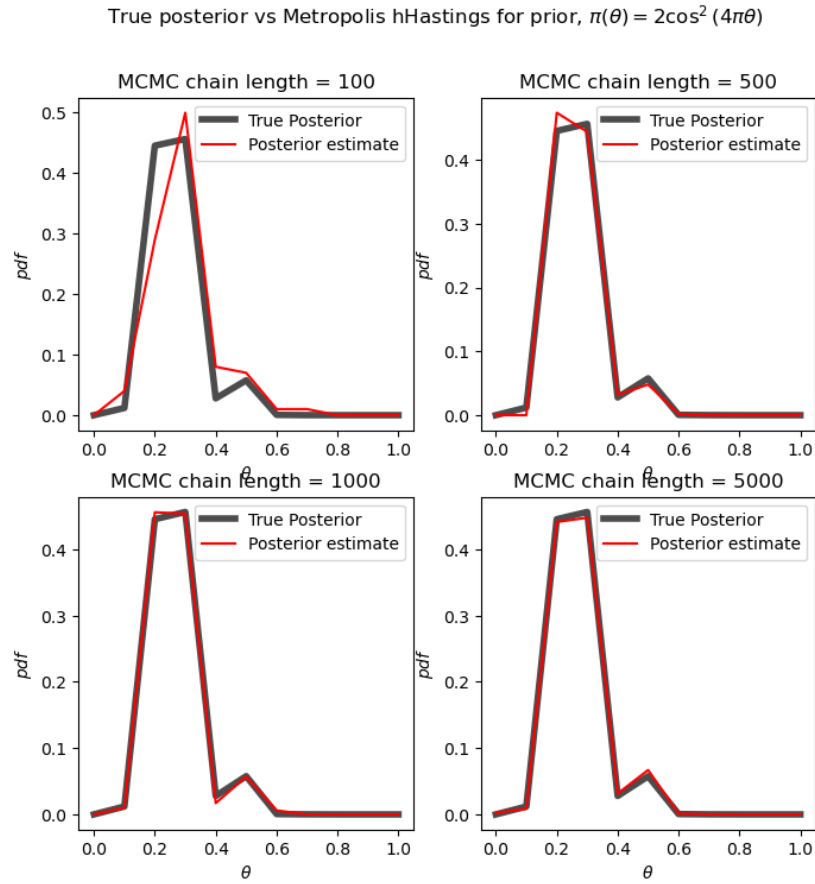 True posterior vs Metropolis hHastings for prior, π(θ) = 2cos² (4πθ)
MCMC chain length = 100
0.5
0.4
0.3
0.2
0.1
0.0
pdf
True Posterior
Posterior estimate
0.0 0.2 0.4 0.6 0.8 1.0
θ
MCMC chain length = 500
0.4
0.3
0.2
0.1
0.0
pdf
True Posterior
Posterior estimate
0.0 0.2 0.4 0.6 0.8 1.0
θ
MCMC chain length = 1000
0.4
0.3
0.2
0.1
0.0
pdf
True Posterior
Posterior estimate
0.0 0.2 0.4 0.6 0.8 1.0
θ
MCMC chain length = 5000
0.4
0.3
0.2
0.1
0.0
pdf
True Posterior
Posterior estimate
0.0 0.2 0.4 0.6 0.8 1.0
θ